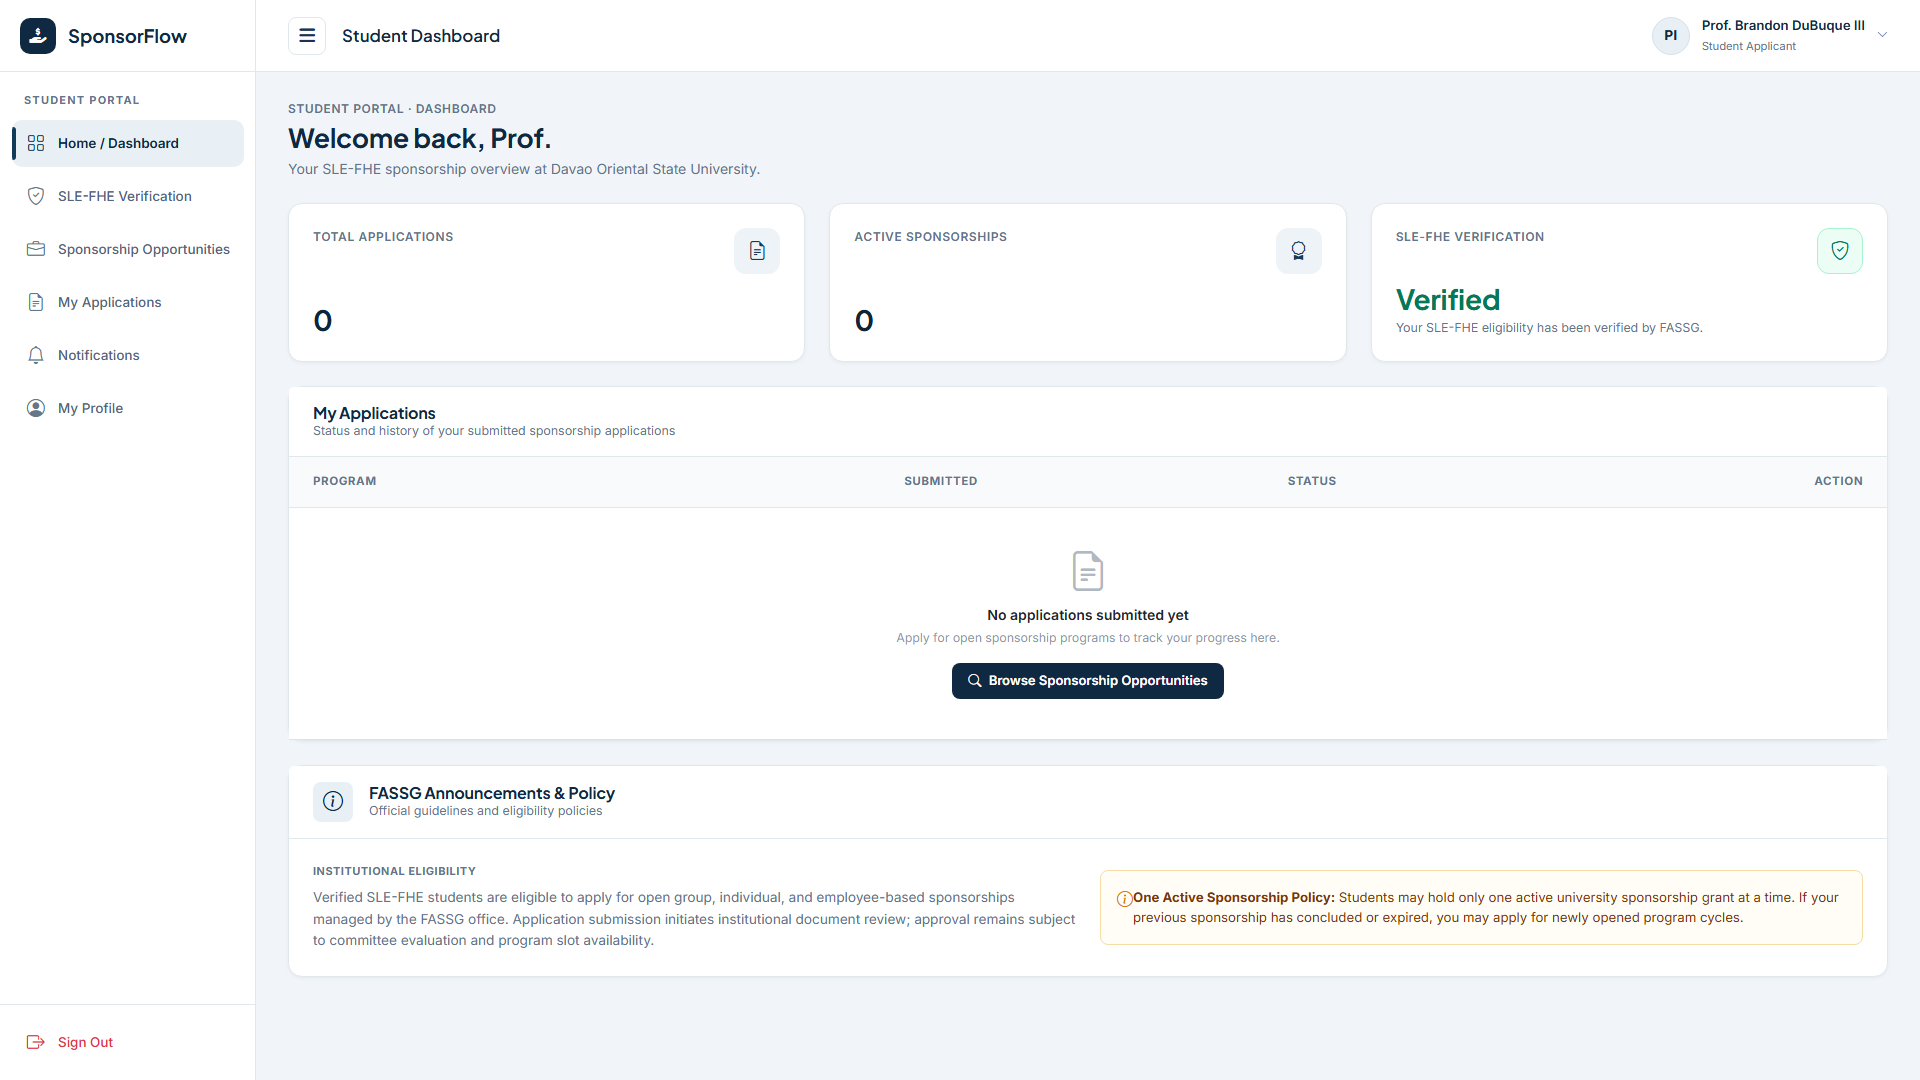 SponsorFlow
Student Dashboard
PI
Prof. Brandon DuBuque III
Student Applicant
STUDENT PORTAL
Home / Dashboard
SLE-FHE Verification
Sponsorship Opportunities
My Applications
Notifications
My Profile
Sign Out
STUDENT PORTAL · DASHBOARD
Welcome back, Prof.
Your SLE-FHE sponsorship overview at Davao Oriental State University.
TOTAL APPLICATIONS
0
ACTIVE SPONSORSHIPS
0
SLE-FHE VERIFICATION
Verified
Your SLE-FHE eligibility has been verified by FASSG.
My Applications
Status and history of your submitted sponsorship applications
PROGRAM SUBMITTED STATUS ACTION
No applications submitted yet
Apply for open sponsorship programs to track your progress here.
Browse Sponsorship Opportunities
FASSG Announcements & Policy
Official guidelines and eligibility policies
INSTITUTIONAL ELIGIBILITY
Verified SLE-FHE students are eligible to apply for open group, individual, and employee-based sponsorships
managed by the FASSG office. Application submission initiates institutional document review; approval remains subject
to committee evaluation and program slot availability.
One Active Sponsorship Policy: Students may hold only one active university sponsorship grant at a time. If your
previous sponsorship has concluded or expired, you may apply for newly opened program cycles.